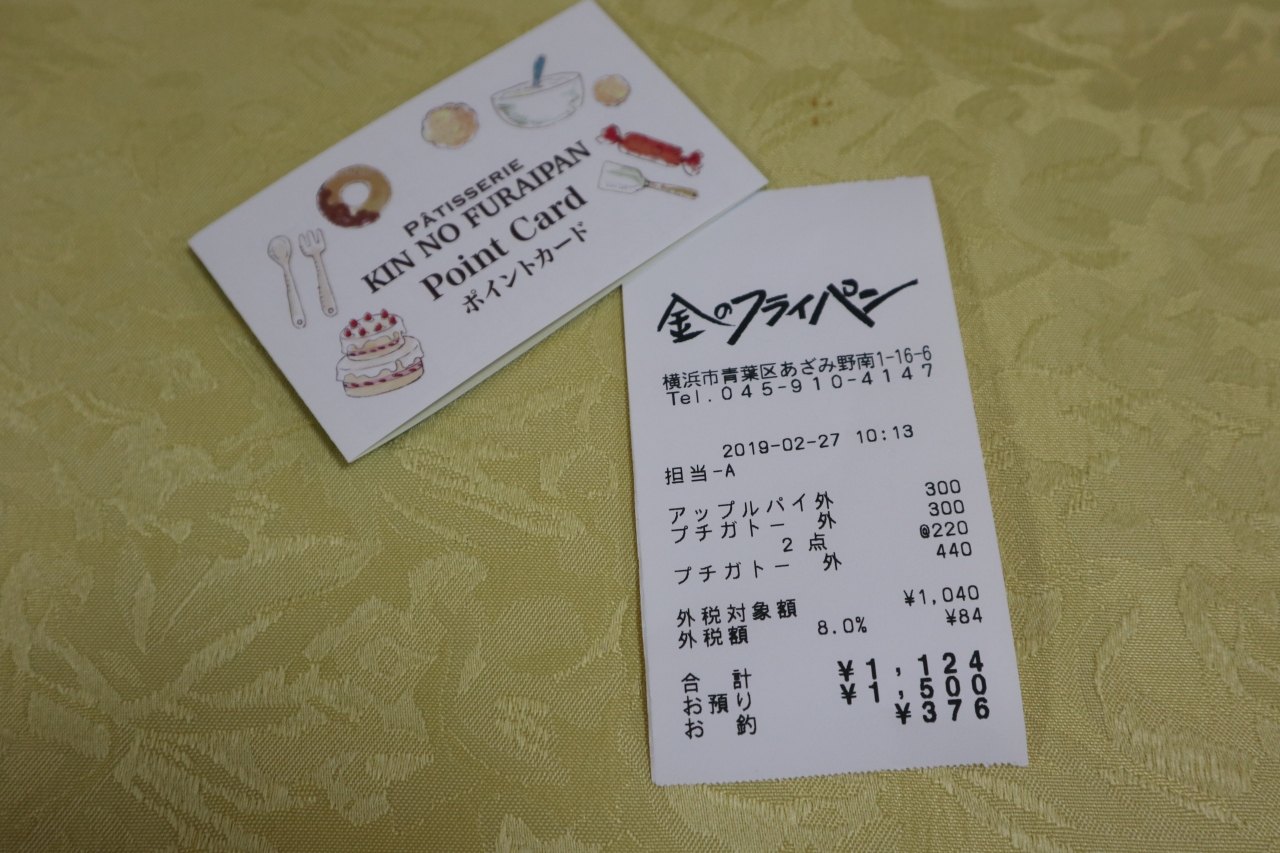 PÂTISSERIE
KIN NO FURAIPAN
Point Card
ポイントカード
金のフライパン
横浜市青葉区あざみ野南1-16-6
Tel.045-910-4147
2019-02-27 10:13
担当-A
アップルパイ外 300
プチガトー 外 300
2点 @220
プチガトー 外 440
外税対象額 ¥1,040
外税額 8.0% ¥84
合 計 ¥1,124
お預り ¥1,500
お 釣 ¥376